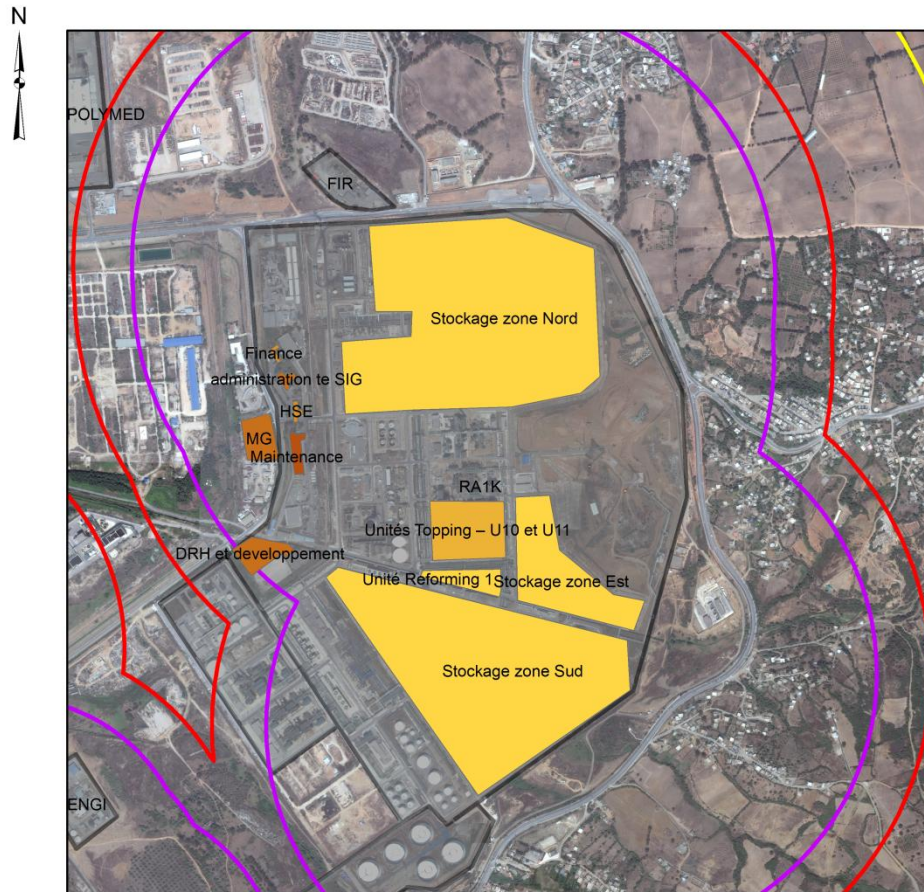 N
POLYMED
FIR
Stockage zone Nord
Finance
administration te SIG
HSE
MG
Maintenance
RA1K
Unités Topping – U10 et U11
DRH et developpement
Unité Reforming 1
Stockage zone Est
Stockage zone Sud
ENGI